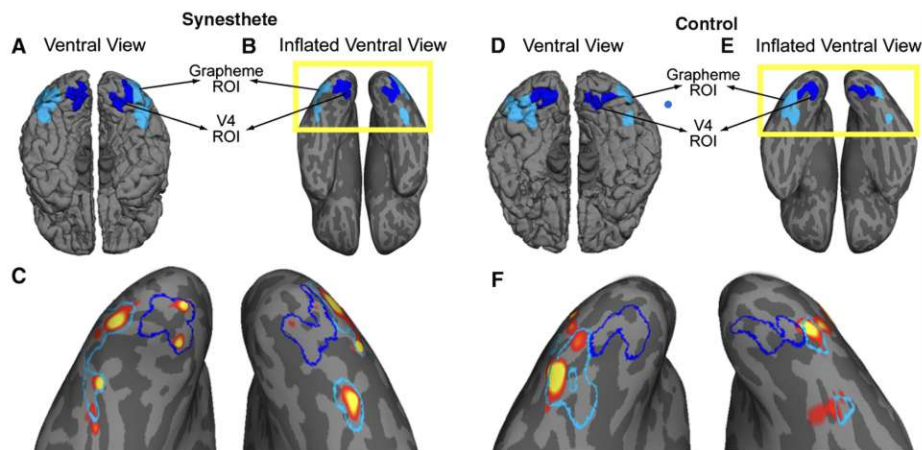 Synesthete
Control
A
Ventral View
B
Inflated Ventral View
D
Ventral View
E
Inflated Ventral View
Grapheme
ROI
V4
ROI
Grapheme
ROI
V4
ROI
C
F